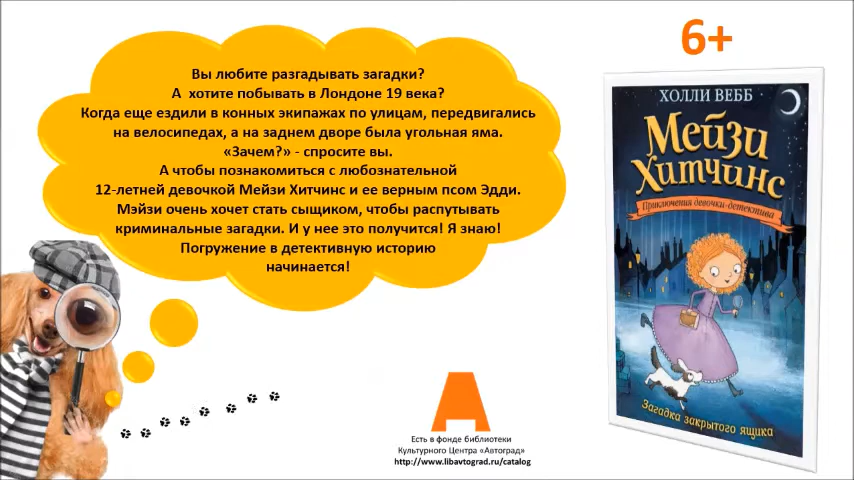 Вы любите разгадывать загадки?
А хотите побывать в Лондоне 19 века?
Когда еще ездили в конных экипажах по улицам, передвигались
на велосипедах, а на заднем дворе была угольная яма.
«Зачем?» - спросите вы.
А чтобы познакомиться с любознательной
12-летней девочкой Мейзи Хитчинс и ее верным псом Эдди.
Мэйзи очень хочет стать сыщиком, чтобы распутывать
криминальные загадки. И у нее это получится! Я знаю!
Погружение в детективную историю
начинается!
6+
ХОЛЛИ ВЕББ
Мейзи
Хитчинс
Приключения девочки-детектива
Загадка закрытого ящика
А
Есть в фонде библиотеки
Культурного Центра «Автоград»
http://www.libavtograd.ru/catalog